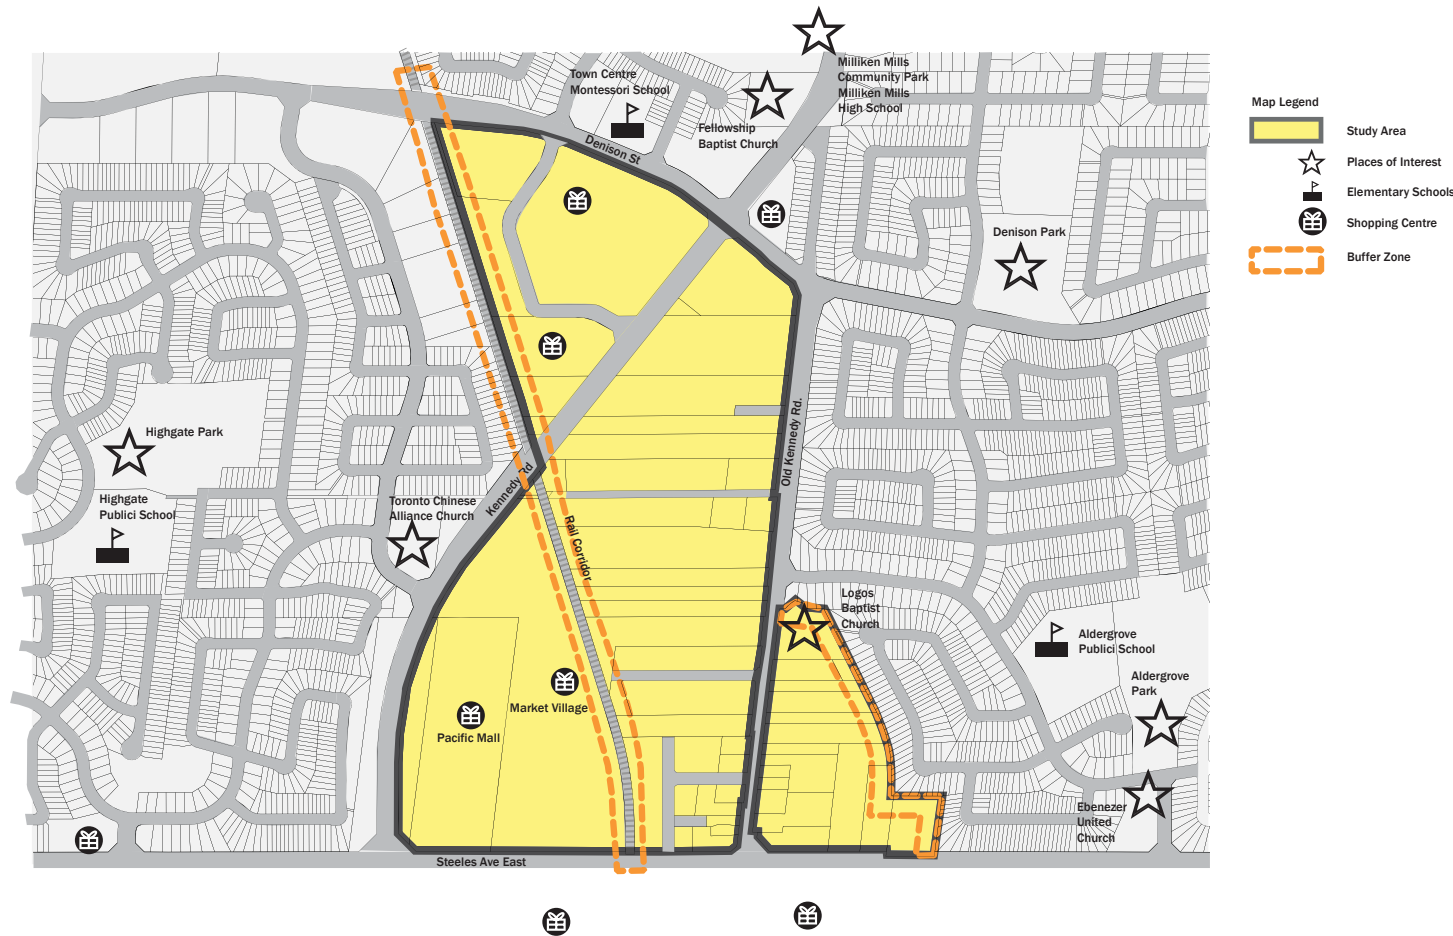 Milliken Mills
Community Park
Milliken Mills
High School
Town Centre
Montessori School
Fellowship
Baptist Church
Denison St
Denison Park
Old Kennedy Rd.
Highgate Park
Highgate
Publici School
Toronto Chinese
Alliance Church
Kennedy Rd
Rail Corridor
Logos
Baptist
Church
Aldergrove
Publici School
Aldergrove
Park
Market Village
Pacific Mall
Ebenezer
United
Church
Steeles Ave East
Map Legend
Study Area
Places of Interest
Elementary Schools
Shopping Centre
Buffer Zone